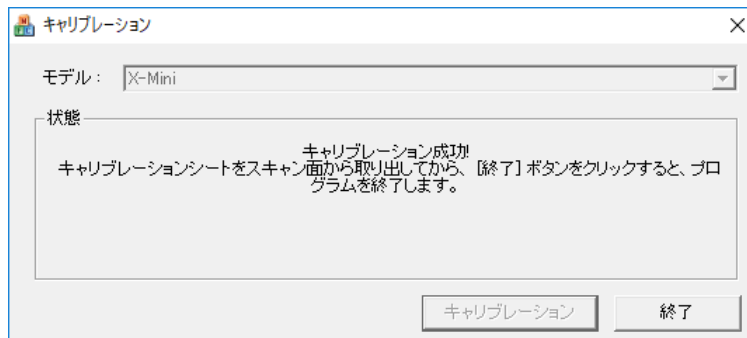 キャリブレーション
モデル： X-Mini
状態
キャリブレーション成功!
キャリブレーションシートをスキャン面から取り出してから、[終了] ボタンをクリックすると、プロ
グラムを終了します。
キャリブレーション 終了